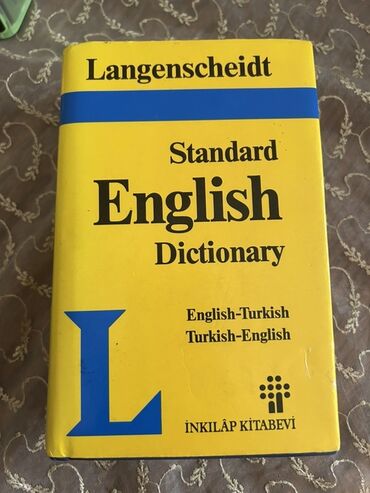 Langenscheidt
Standard
English
Dictionary
English-Turkish
Turkish-English
L
İNKILÂP KİTABEVİ